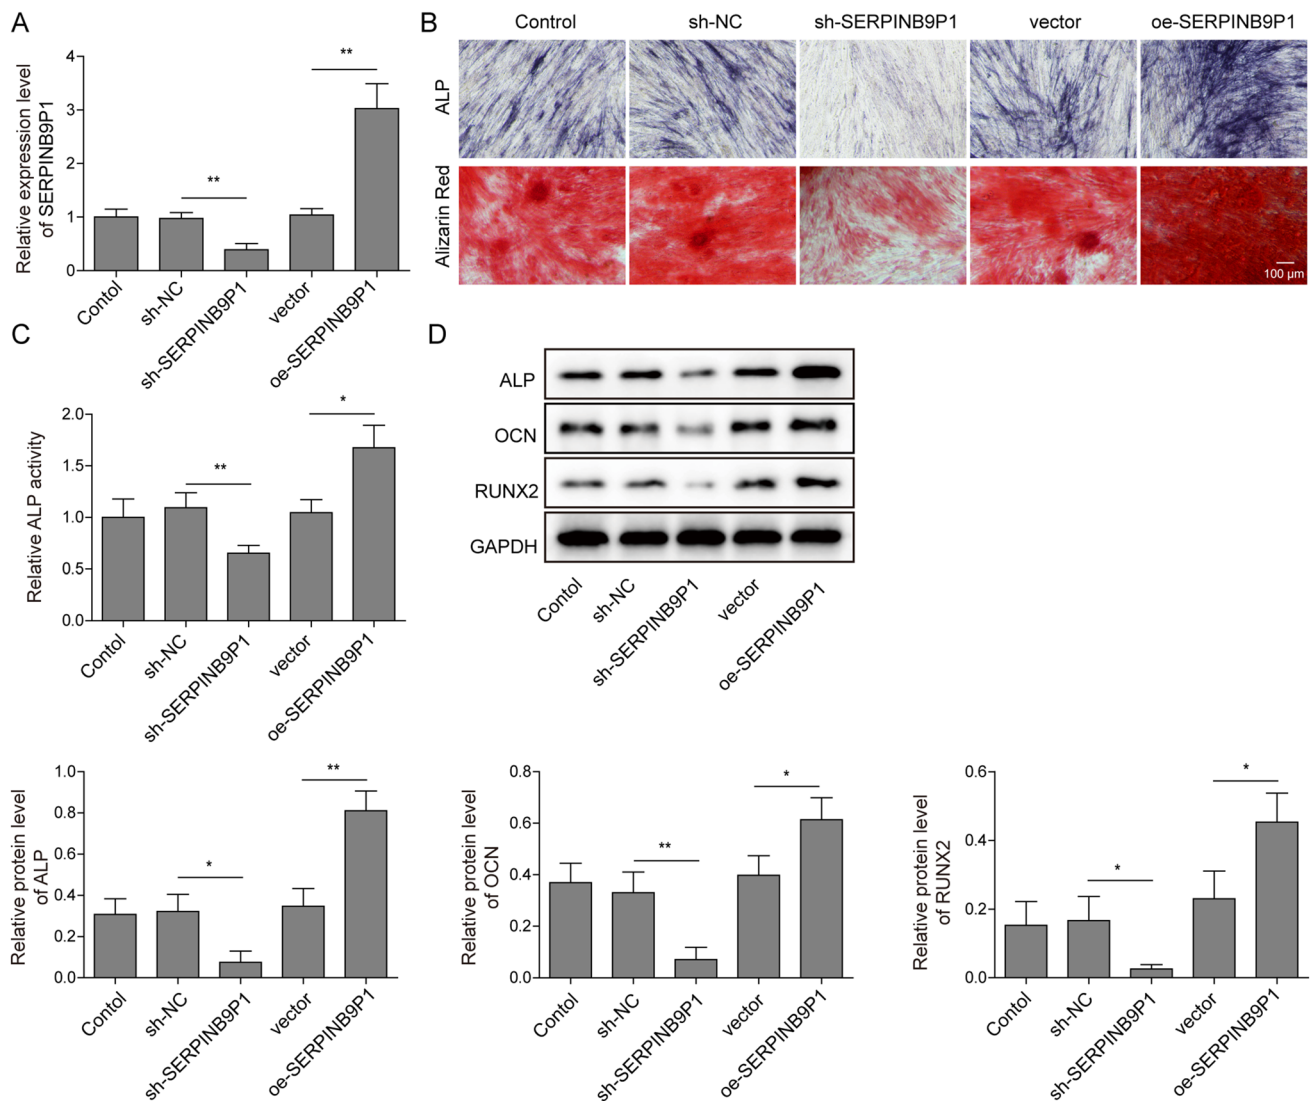 A
Relative expression level
of SERPINB9P1
4
3
2
1
0
**
**
Contol
sh-NC
sh-SERPINB9P1
vector
oe-SERPINB9P1
B
Control
sh-NC
sh-SERPINB9P1
vector
oe-SERPINB9P1
ALP
Alizarin Red
100 µm
C
Relative ALP activity
2.0
1.5
1.0
0.5
0.0
**
*
Contol
sh-NC
sh-SERPINB9P1
vector
oe-SERPINB9P1
D
ALP
OCN
RUNX2
GAPDH
Contol
sh-NC
sh-SERPINB9P1
vector
oe-SERPINB9P1
Relative protein level
of ALP
1.0
0.8
0.6
0.4
0.2
0.0
*
**
Contol
sh-NC
sh-SERPINB9P1
vector
oe-SERPINB9P1
Relative protein level
of OCN
0.8
0.6
0.4
0.2
0.0
**
*
Contol
sh-NC
sh-SERPINB9P1
vector
oe-SERPINB9P1
Relative protein level
of RUNX2
0.6
0.4
0.2
0.0
*
*
Contol
sh-NC
sh-SERPINB9P1
vector
oe-SERPINB9P1